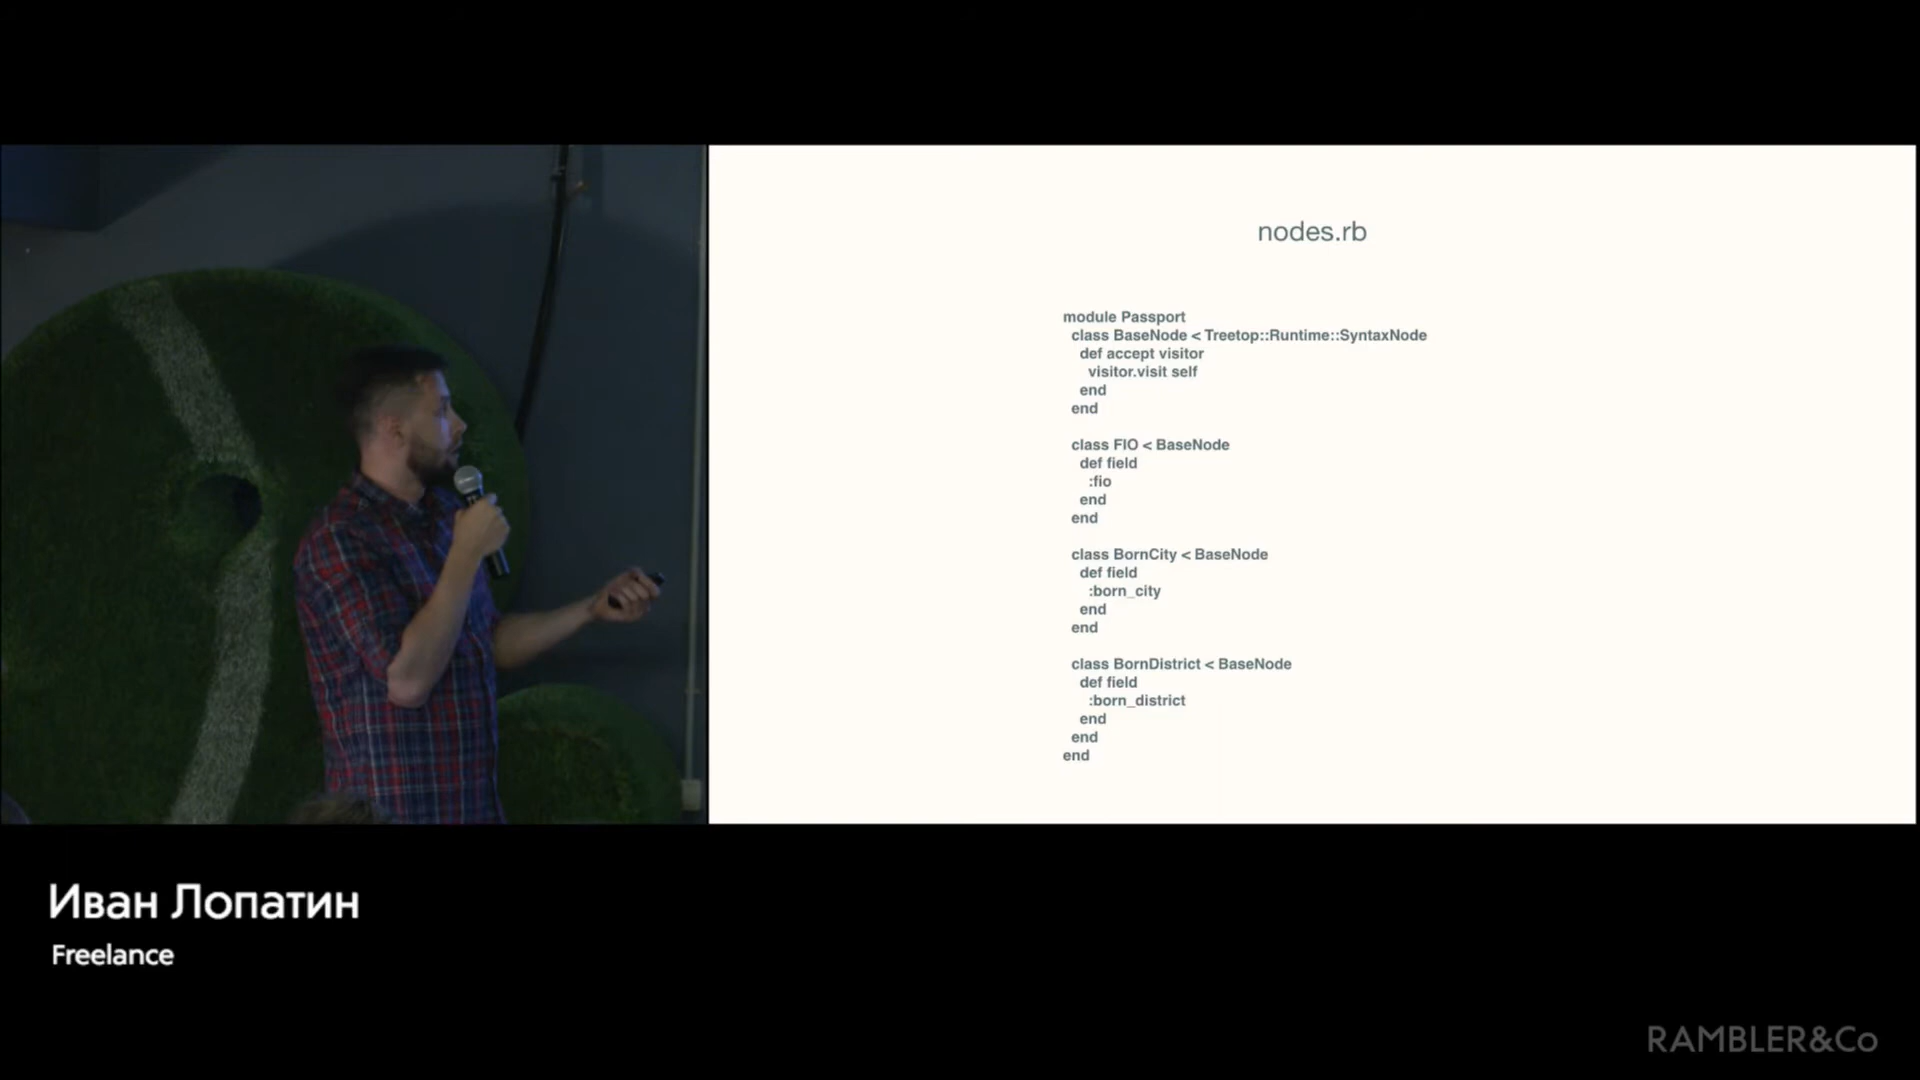 nodes.rb
module Passport
class BaseNode < Treetop::Runtime::SyntaxNode
def accept visitor
visitor.visit self
end
end
class FIO < BaseNode
def field
:fio
end
end
class BornCity < BaseNode
def field
:born_city
end
end
class BornDistrict < BaseNode
def field
:born_district
end
end
end
Иван Лопатин
Freelance
RAMBLER&Co